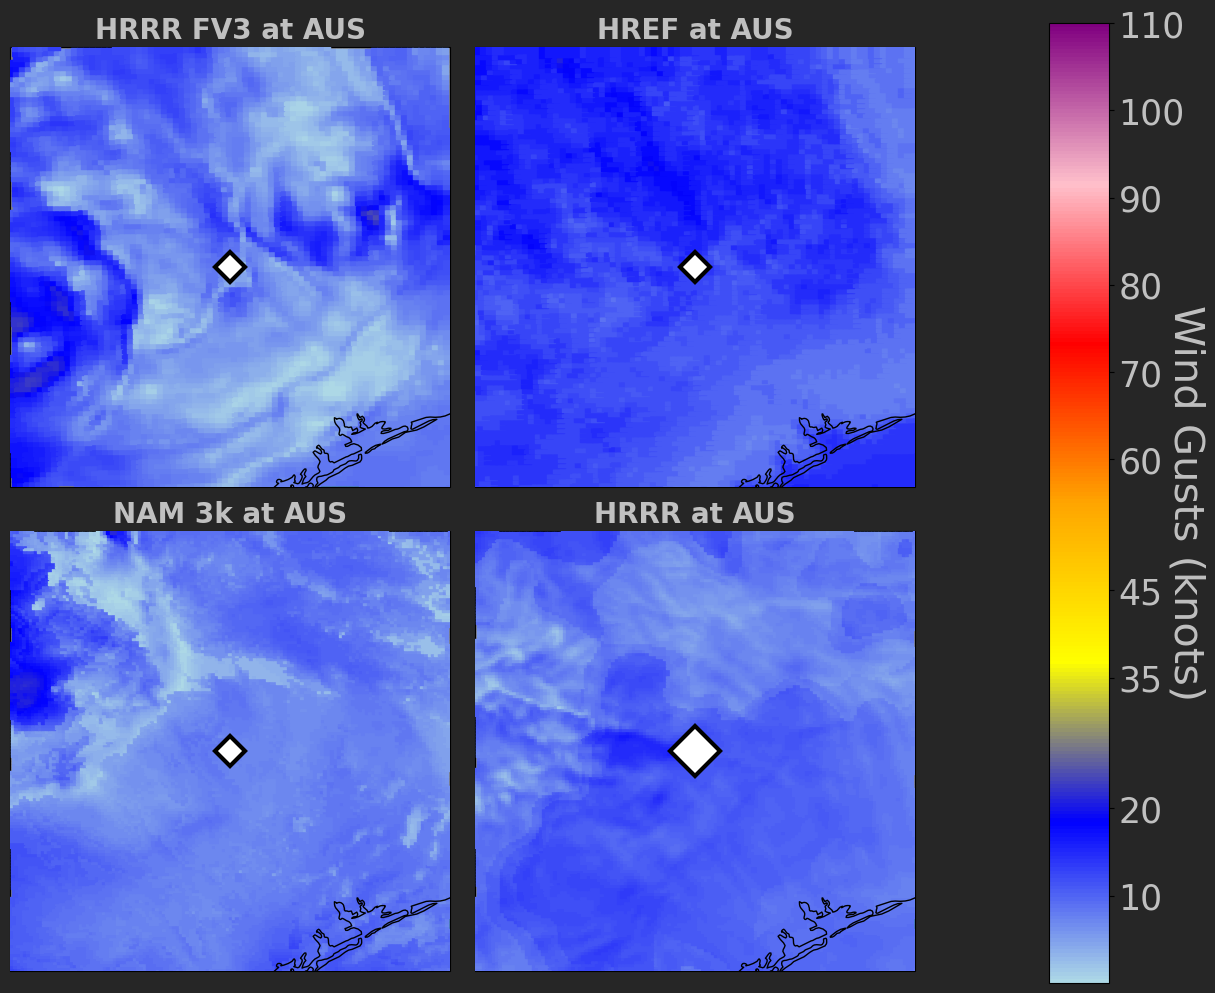 HRRR FV3 at AUS
HREF at AUS
NAM 3k at AUS
HRRR at AUS
110
100
90
80
70
60
45
35
20
10
Wind Gusts (knots)